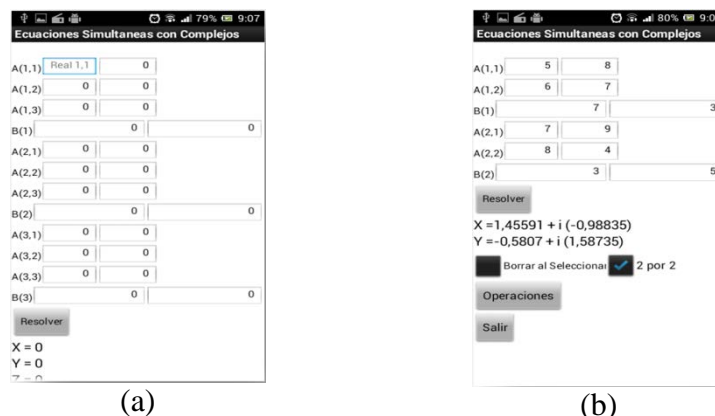 79% 9:07
Ecuaciones Simultaneas con Complejos
A(1,1) Real 1,1 0
A(1,2) 0 0
A(1,3) 0 0
B(1) 0 0
A(2,1) 0 0
A(2,2) 0 0
A(2,3) 0 0
B(2) 0 0
A(3,1) 0 0
A(3,2) 0 0
A(3,3) 0 0
B(3) 0 0
Resolver
X = 0
Y = 0
Z = 0
(a)
80% 9:0
Ecuaciones Simultaneas con Complejos
A(1,1) 5 8
A(1,2) 6 7
B(1) 7 3
A(2,1) 7 9
A(2,2) 8 4
B(2) 3 5
Resolver
X =1,45591 + i (-0,98835)
Y =-0,5807 + i (1,58735)
Borrar al Selecciona 2 por 2
Operaciones
Salir
(b)